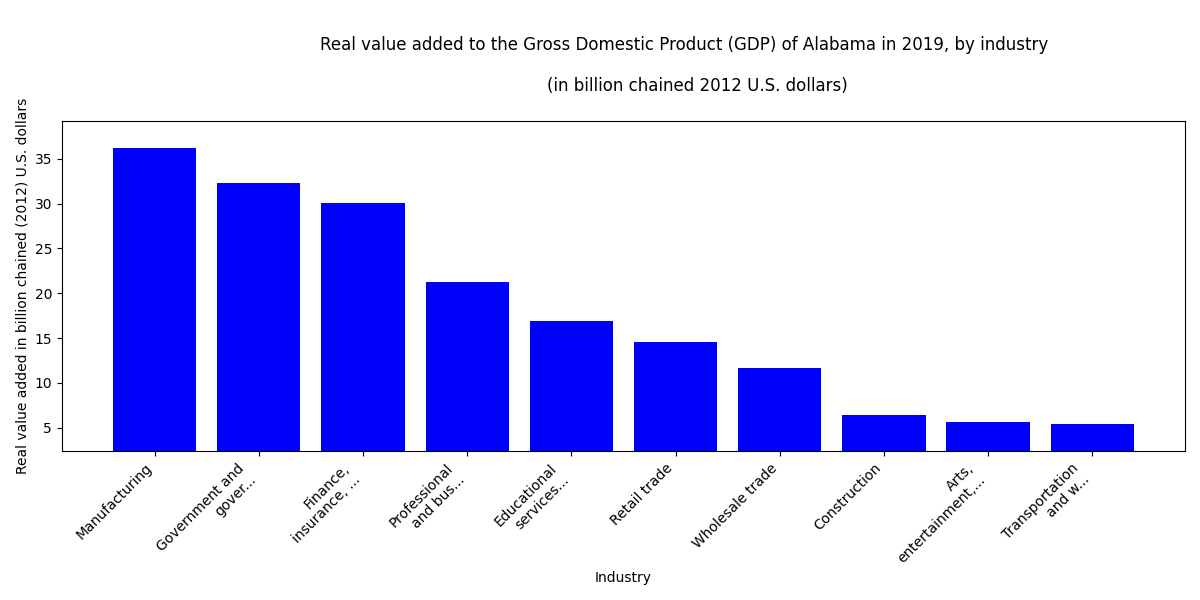 Real value added to the Gross Domestic Product (GDP) of Alabama in 2019, by industry
(in billion chained 2012 U.S. dollars)
Real value added in billion chained (2012) U.S. dollars
35
30
25
20
15
10
5
Manufacturing
Government and
gover...
Finance,
insurance, ...
Professional
and bus...
Educational
services...
Retail trade
Wholesale trade
Construction
Arts,
entertainment,...
Transportation
and w...
Industry